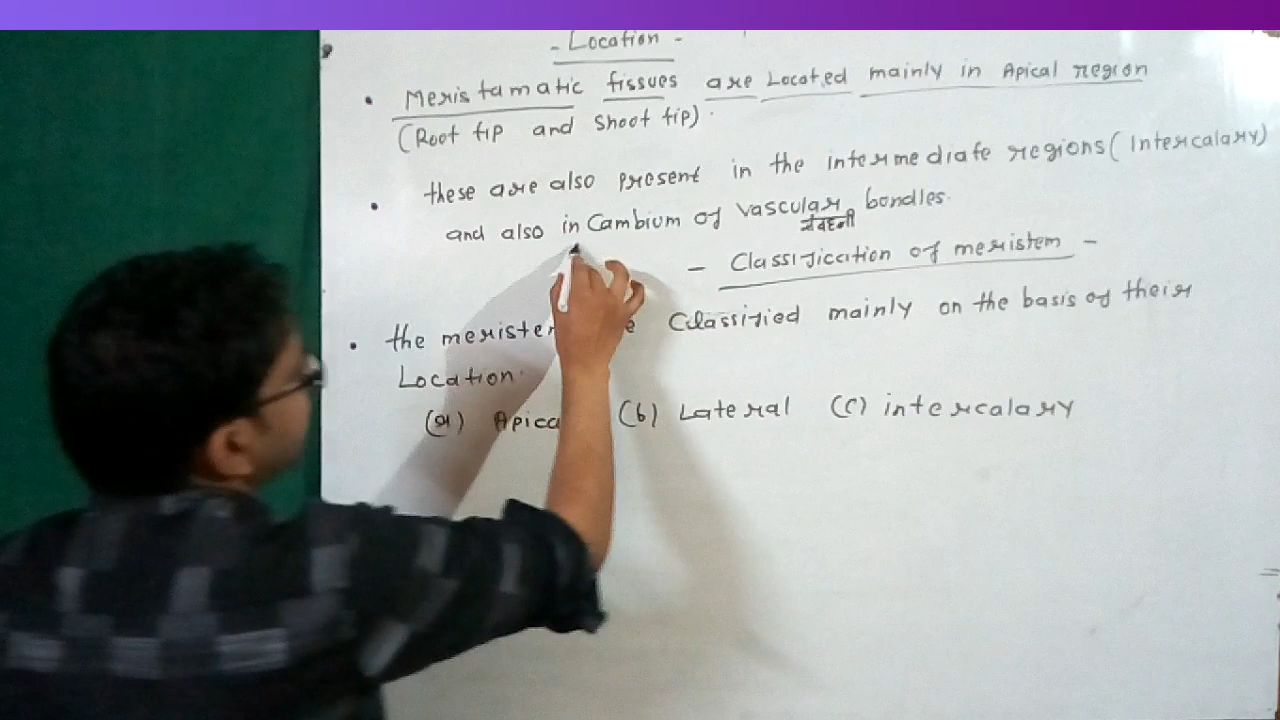 - Location -
• Meristamatic tissues are Located mainly in Apical region
(Root tip and Shoot tip).
• these are also present in the intermediate regions (Intercalary)
and also in Cambium of vascular bondles.
संवहनी
- Classification of meristem -
• the merister Classified mainly on the basis of their
Location.
(a) Apica (b) Lateral (c) intercalary